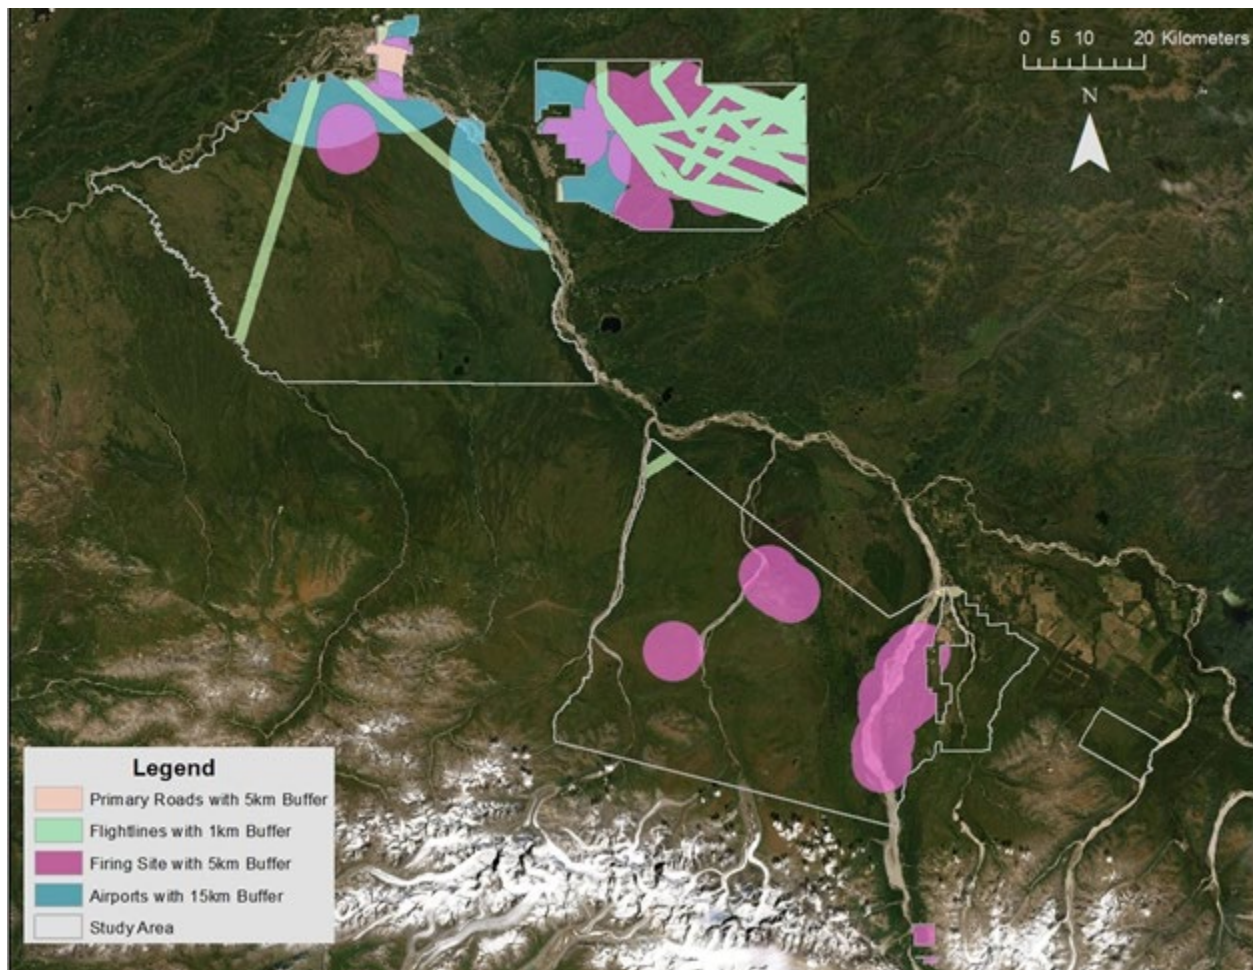 0 5 10 20 Kilometers
N
Legend
Primary Roads with 5km Buffer
Flightlines with 1km Buffer
Firing Site with 5km Buffer
Airports with 15km Buffer
Study Area